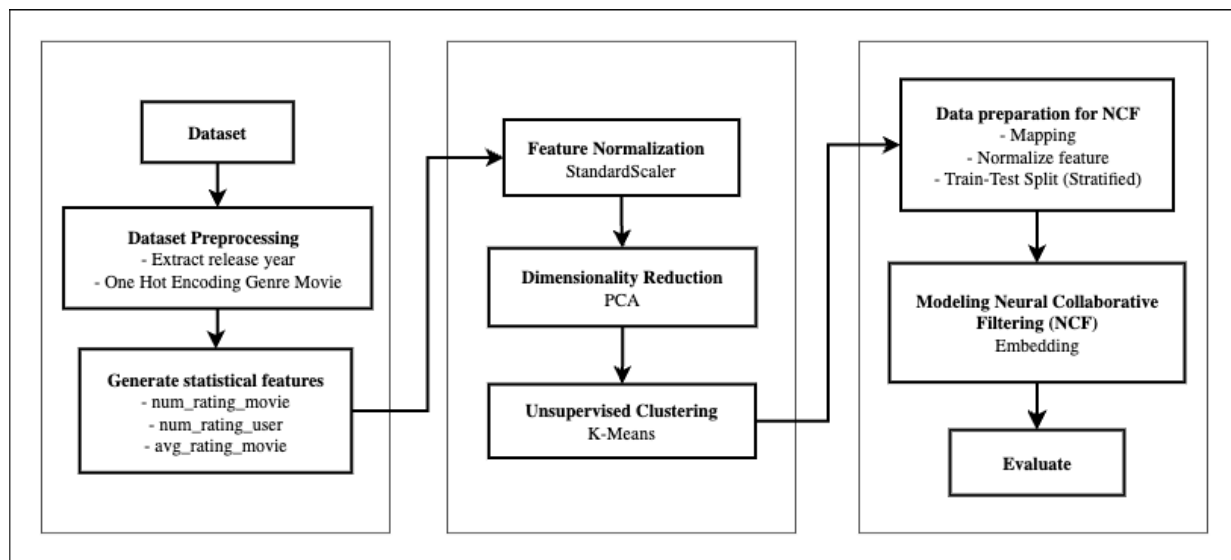 Dataset
Dataset Preprocessing
- Extract release year
- One Hot Encoding Genre Movie
Generate statistical features
- num_rating_movie
- num_rating_user
- avg_rating_movie
Feature Normalization
StandardScaler
Dimensionality Reduction
PCA
Unsupervised Clustering
K-Means
Data preparation for NCF
- Mapping
- Normalize feature
- Train-Test Split (Stratified)
Modeling Neural Collaborative
Filtering (NCF)
Embedding
Evaluate